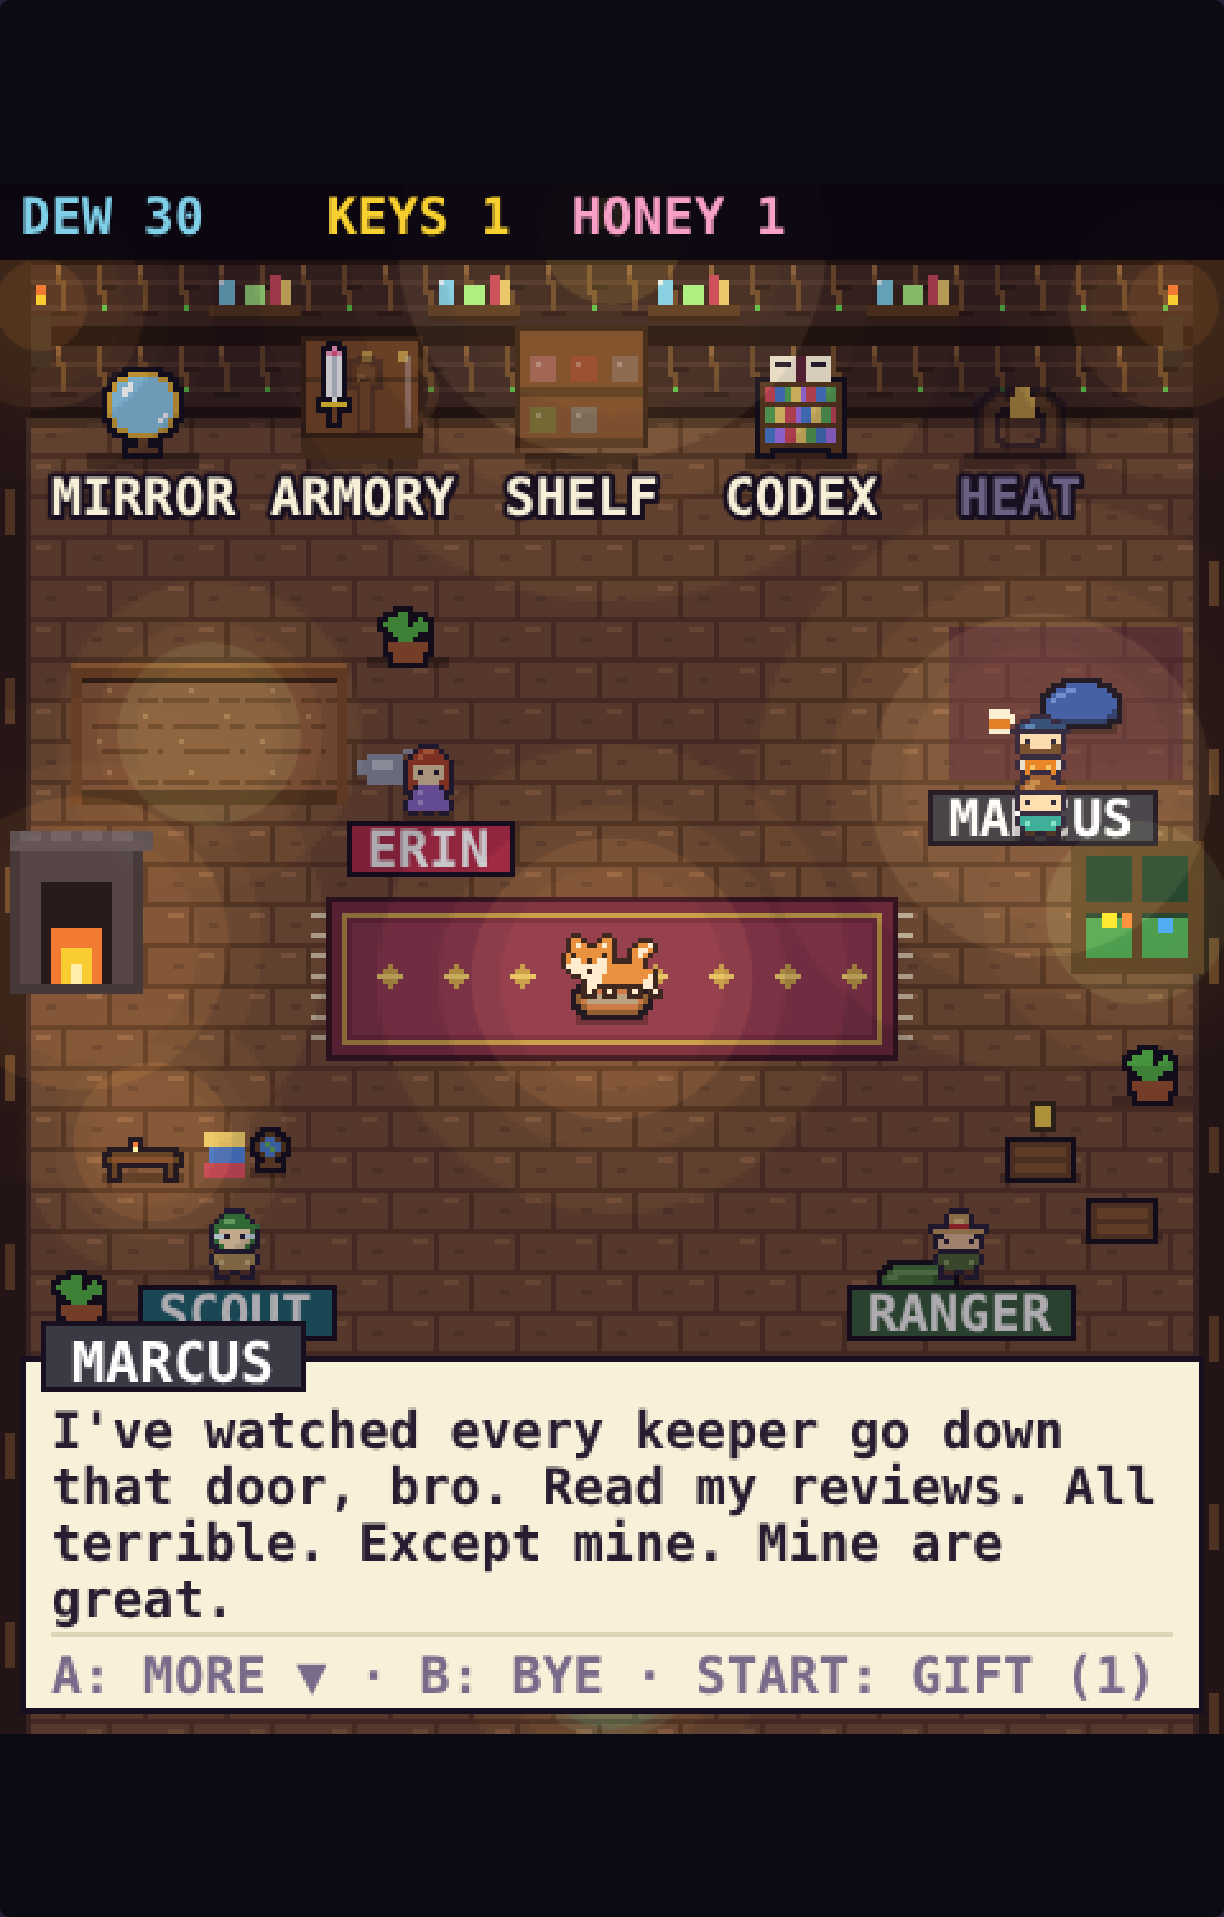 DEW 30 KEYS 1 HONEY 1
MIRROR ARMORY SHELF CODEX HEAT
MARCUS
ERIN
SCOUT
RANGER
MARCUS
I've watched every keeper go down
that door, bro. Read my reviews. All
terrible. Except mine. Mine are
great.
A: MORE ▼ · B: BYE · START: GIFT (1)